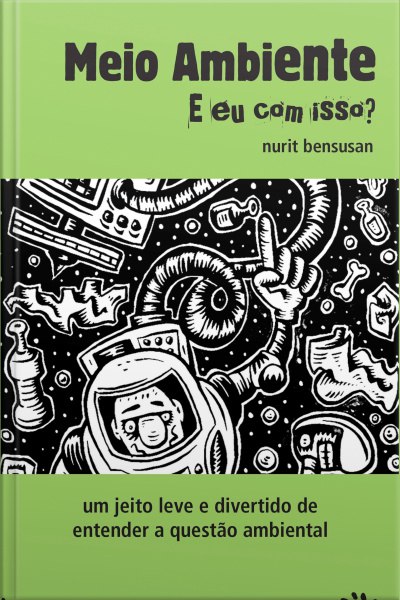 Meio Ambiente
E eu com isso?
nurit bensusan
um jeito leve e divertido de
entender a questão ambiental